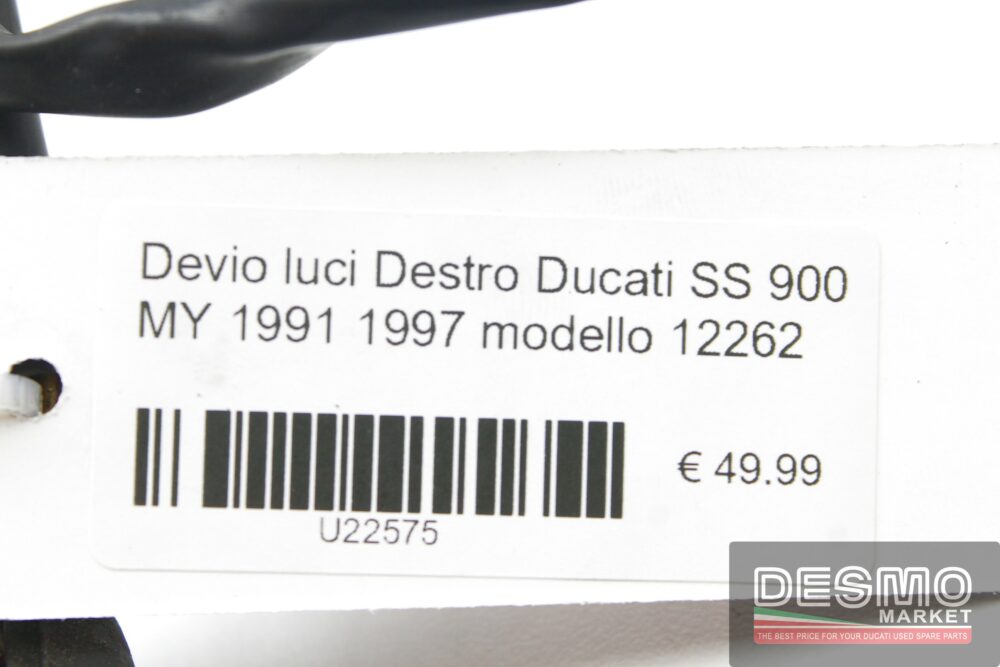 Devio luci Destro Ducati SS 900
MY 1991 1997 modello 12262
€ 49.99
U22575
DESMO
MARKET
THE BEST PRICE FOR YOUR DUCATI USED SPARE PARTS